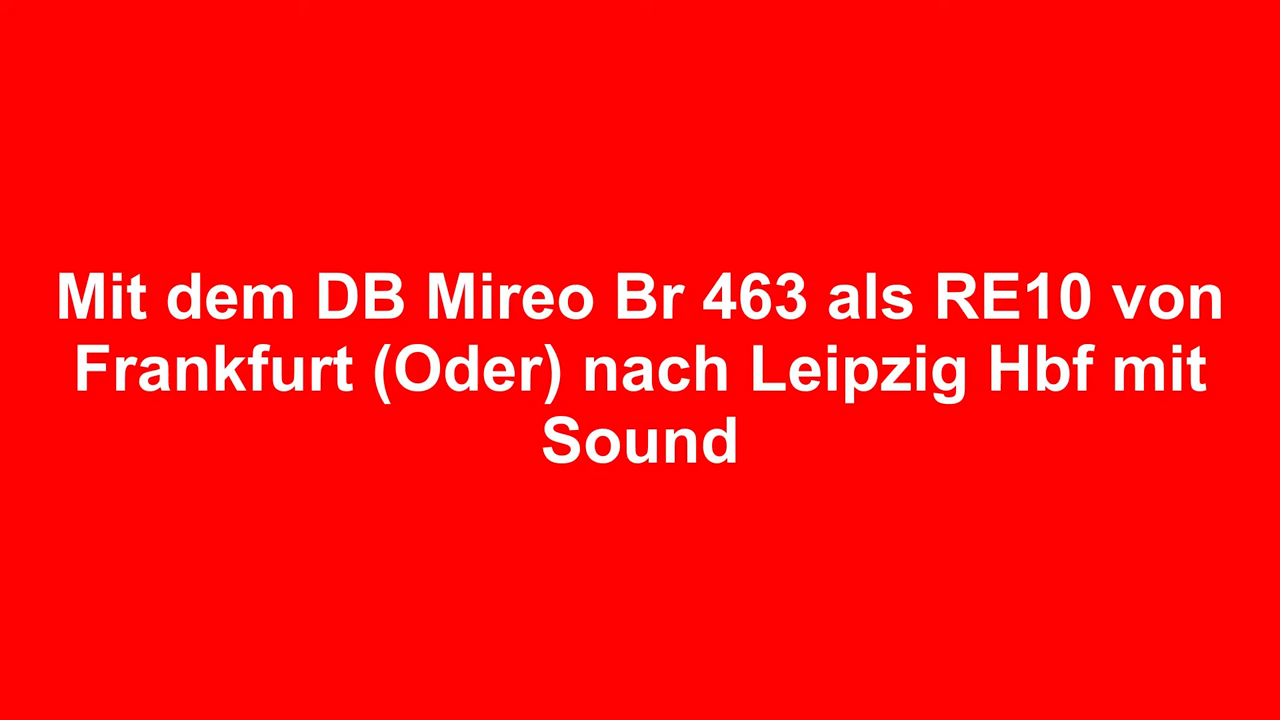 Mit dem DB Mireo Br 463 als RE10 von
Frankfurt (Oder) nach Leipzig Hbf mit
Sound